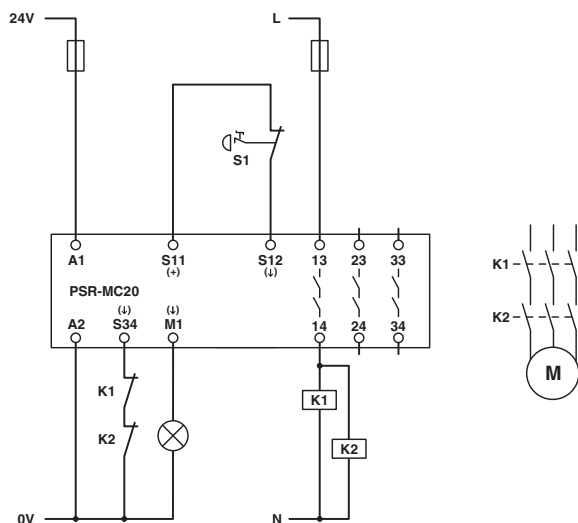 24V L
S1
A1 S11 S12 13 23 33
(+) (↓)
PSR-MC20
(↓) (↓)
A2 S34 M1 14 24 34
K1
K2
M
K1
K2
K1
K2
0V N